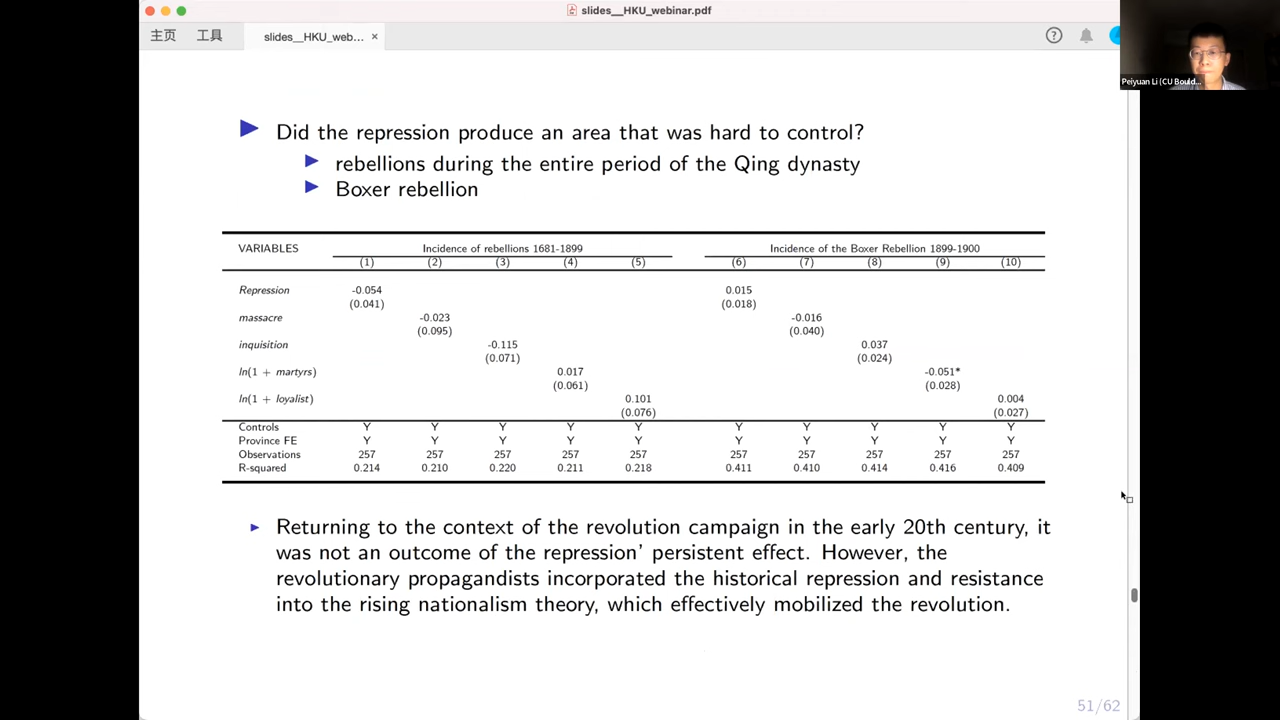 slides__HKU_webinar.pdf
主页 工具 slides__HKU_web... ×
Peiyuan Li (CU Bould...
Did the repression produce an area that was hard to control?
rebellions during the entire period of the Qing dynasty
Boxer rebellion
VARIABLES Incidence of rebellions 1681-1899 Incidence of the Boxer Rebellion 1899-1900
(1) (2) (3) (4) (5) (6) (7) (8) (9) (10)
Repression -0.054 0.015
(0.041) (0.018)
massacre -0.023 -0.016
(0.095) (0.040)
inquisition -0.115 0.037
(0.071) (0.024)
ln(1 + martyrs) 0.017 -0.051*
(0.061) (0.028)
ln(1 + loyalist) 0.101 0.004
(0.076) (0.027)
Controls Y Y Y Y Y Y Y Y Y Y
Province FE Y Y Y Y Y Y Y Y Y Y
Observations 257 257 257 257 257 257 257 257 257 257
R-squared 0.214 0.210 0.220 0.211 0.218 0.411 0.410 0.414 0.416 0.409
Returning to the context of the revolution campaign in the early 20th century, it
was not an outcome of the repression' persistent effect. However, the
revolutionary propagandists incorporated the historical repression and resistance
into the rising nationalism theory, which effectively mobilized the revolution.
51/62